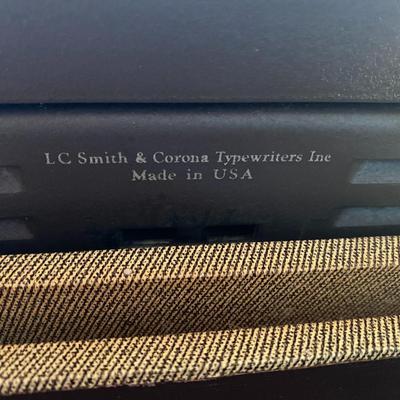 LC Smith & Corona Typewriters Inc
Made in USA